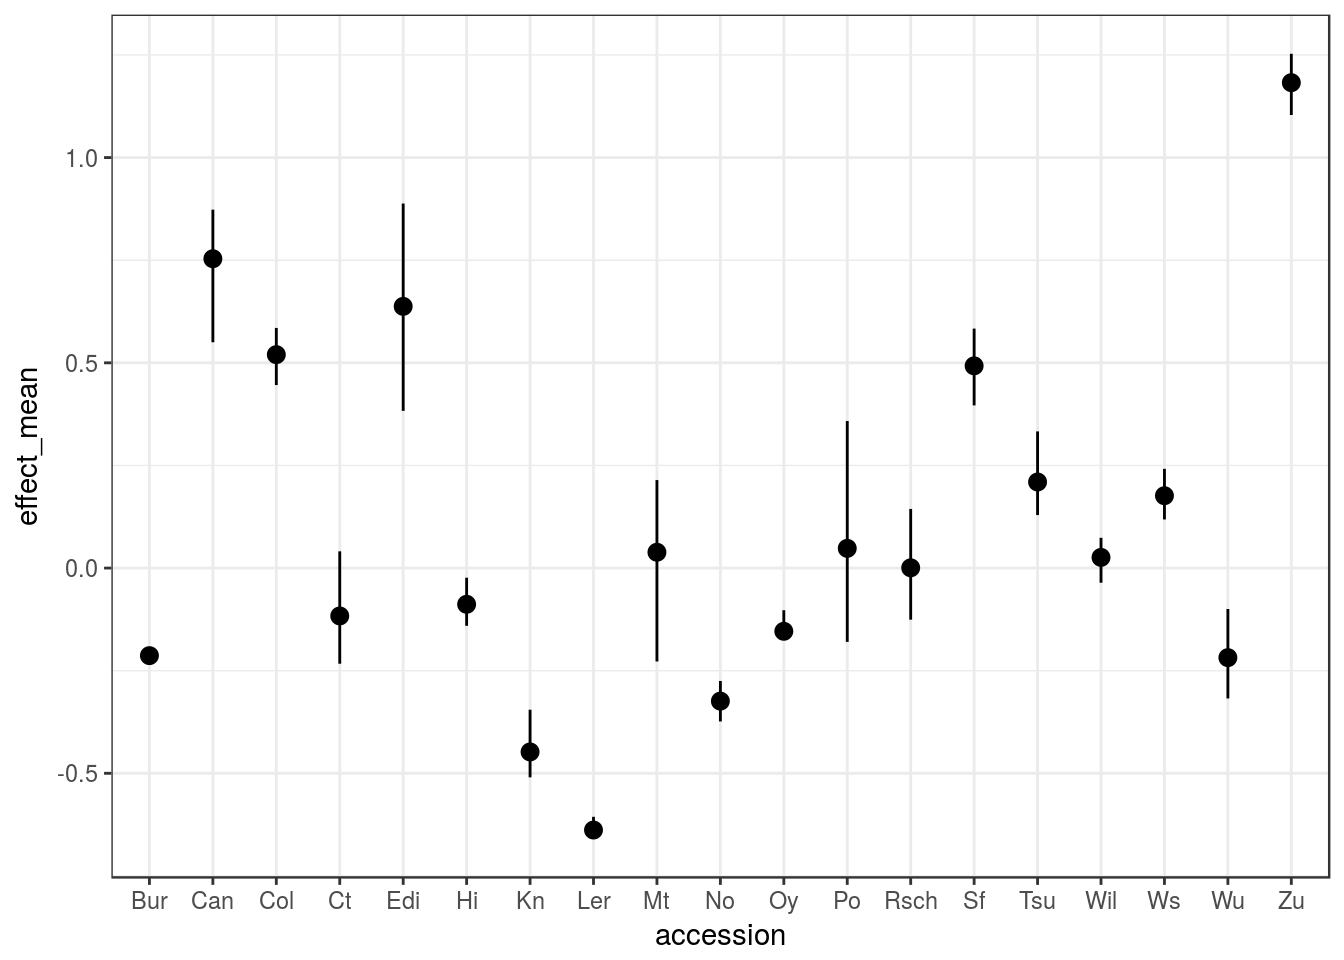 effect_mean
1.0
0.5
0.0
-0.5
Bur Can Col Ct Edi Hi Kn Ler Mt No Oy Po Rsch Sf Tsu Wil Ws Wu Zu
accession